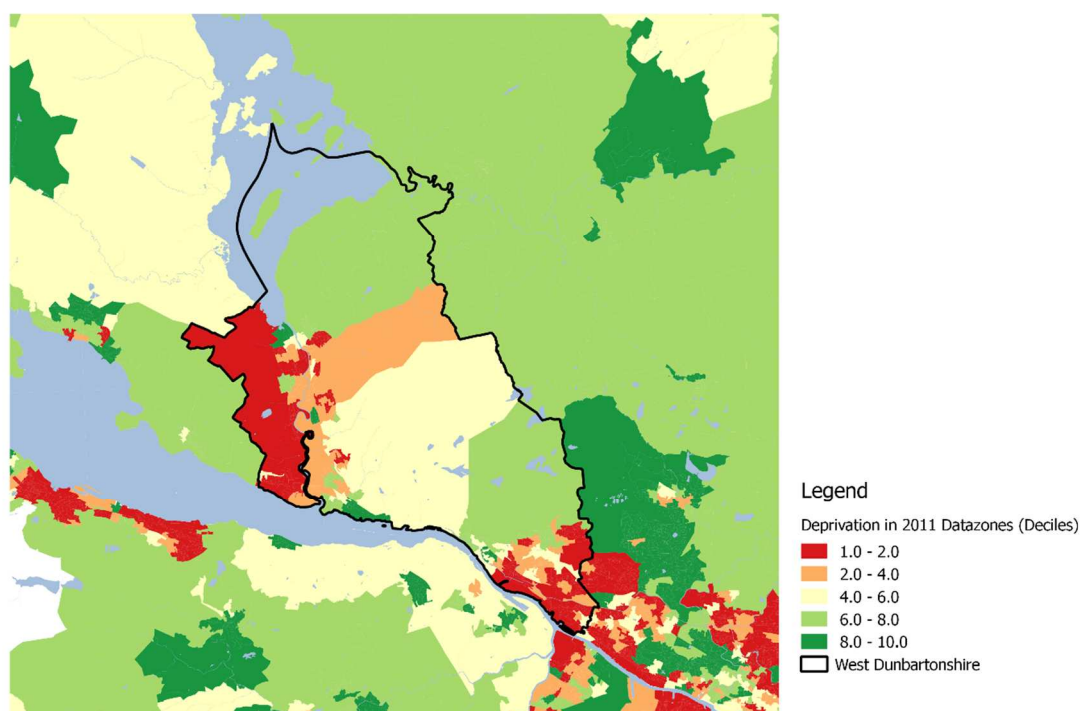 Legend
Deprivation in 2011 Datazones (Deciles)
1.0 - 2.0
2.0 - 4.0
4.0 - 6.0
6.0 - 8.0
8.0 - 10.0
West Dunbartonshire